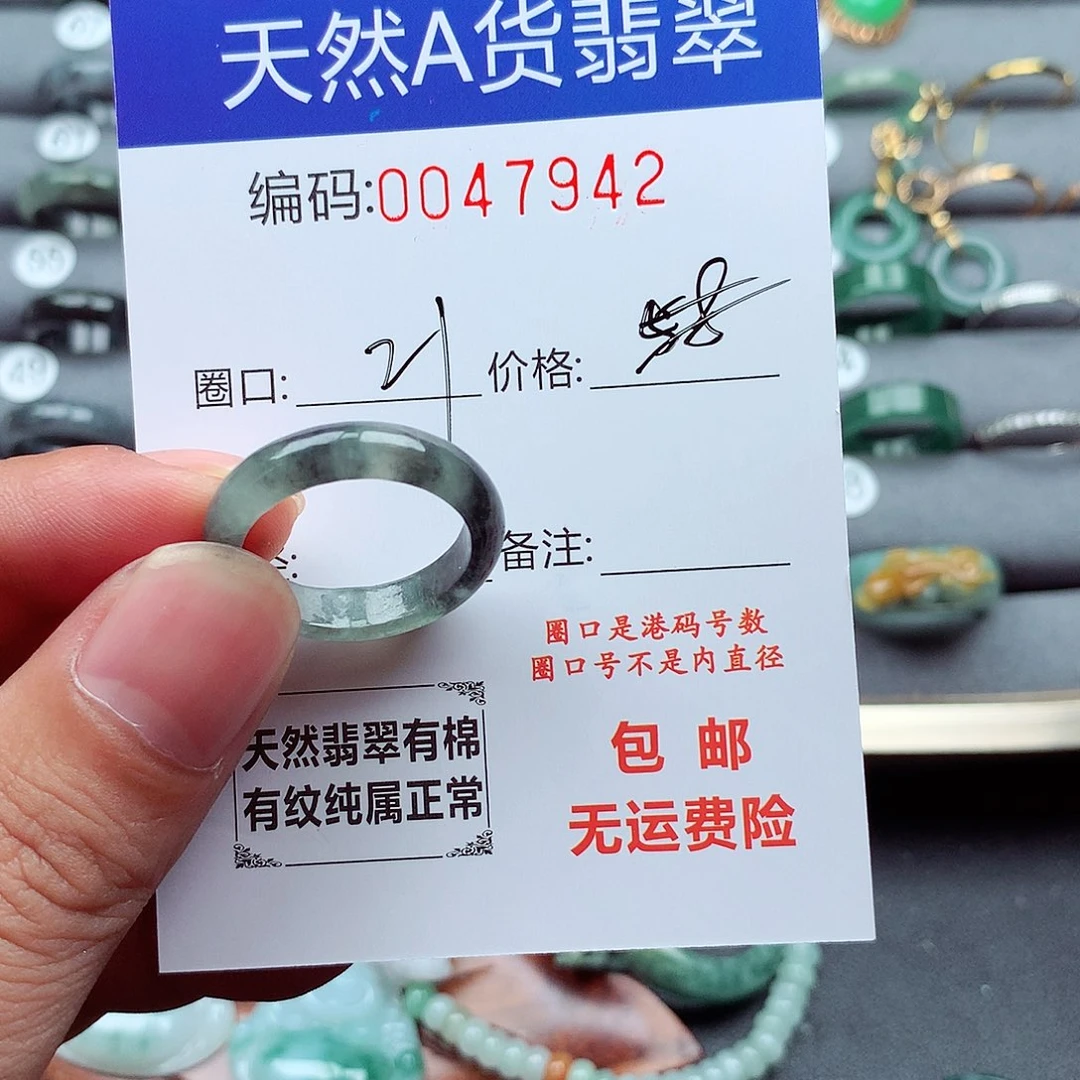 天然A货翡翠
编码:0047942
圈口: 21 价格:
备注:
圈口是港码号数
圈口号不是内直径
天然翡翠有棉
有纹纯属正常
包邮
无运费险